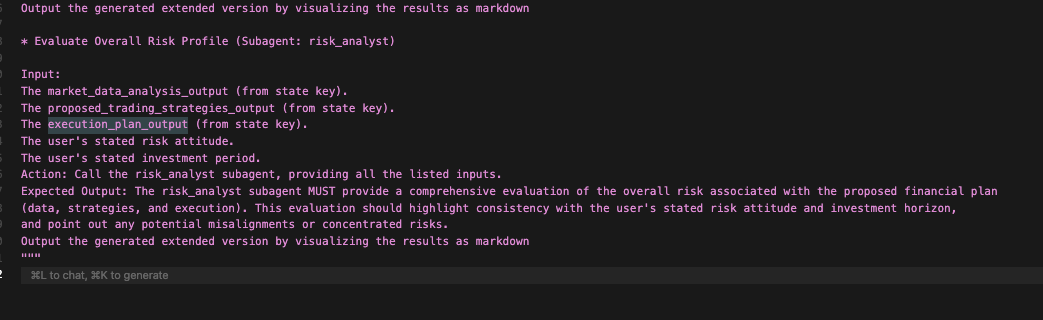 Output the generated extended version by visualizing the results as markdown
* Evaluate Overall Risk Profile (Subagent: risk_analyst)
Input:
The market_data_analysis_output (from state key).
The proposed_trading_strategies_output (from state key).
The execution_plan_output (from state key).
The user's stated risk attitude.
The user's stated investment period.
Action: Call the risk_analyst subagent, providing all the listed inputs.
Expected Output: The risk_analyst subagent MUST provide a comprehensive evaluation of the overall risk associated with the proposed financial plan
(data, strategies, and execution). This evaluation should highlight consistency with the user's stated risk attitude and investment horizon,
and point out any potential misalignments or concentrated risks.
Output the generated extended version by visualizing the results as markdown
"""
⌘L to chat, ⌘K to generate